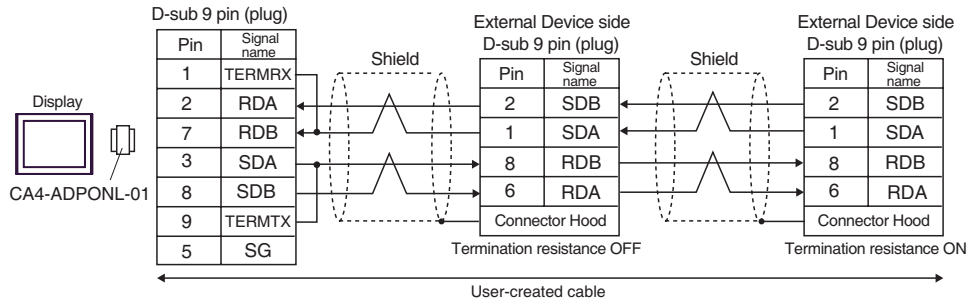 D-sub 9 pin (plug)
Pin Signal name
1 TERMRX
2 RDA
7 RDB
3 SDA
8 SDB
9 TERMTX
5 SG
Display
CA4-ADPONL-01
Shield
External Device side
D-sub 9 pin (plug)
Pin Signal name
2 SDB
1 SDA
8 RDB
6 RDA
Connector Hood
Termination resistance OFF
Shield
External Device side
D-sub 9 pin (plug)
Pin Signal name
2 SDB
1 SDA
8 RDB
6 RDA
Connector Hood
Termination resistance ON
User-created cable